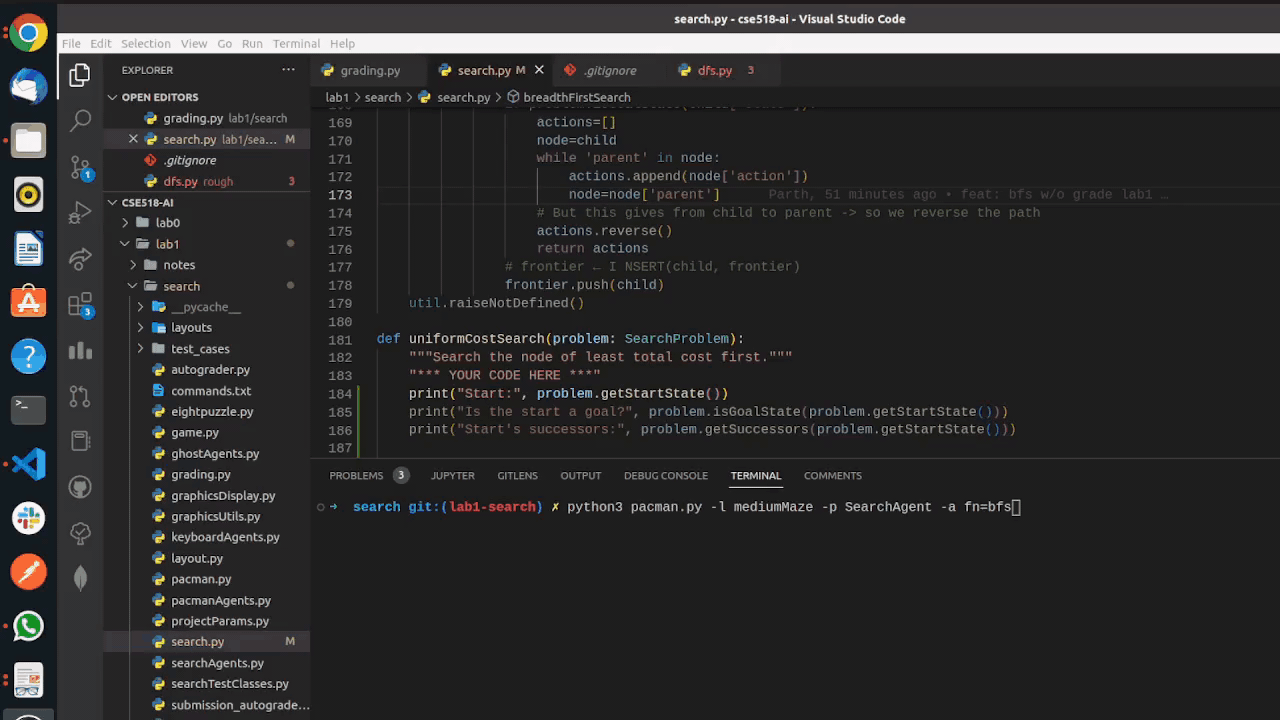 search.py - cse518-ai - Visual Studio Code
File Edit Selection View Go Run Terminal Help
EXPLORER
OPEN EDITORS
grading.py lab1/search
search.py lab1/sea... M
.gitignore
dfs.py rough 3
CSE518-AI
lab0
lab1
notes
search
__pycache__
layouts
test_cases
autograder.py
commands.txt
eightpuzzle.py
game.py
ghostAgents.py
grading.py
graphicsDisplay.py
graphicsUtils.py
keyboardAgents.py
layout.py
pacman.py
pacmanAgents.py
projectParams.py
search.py M
searchAgents.py
searchTestClasses.py
submission_autograde...
1
3
grading.py search.py M .gitignore dfs.py 3
lab1 > search > search.py > breadthFirstSearch
169 actions=[]
170 node=child
171 while 'parent' in node:
172 actions.append(node['action'])
173 node=node['parent'] Parth, 51 minutes ago • feat: bfs w/o grade lab1 …
174 # But this gives from child to parent -> so we reverse the path
175 actions.reverse()
176 return actions
177 # frontier ← I NSERT(child, frontier)
178 frontier.push(child)
179 util.raiseNotDefined()
180
181 def uniformCostSearch(problem: SearchProblem):
182 """Search the node of least total cost first."""
183 "*** YOUR CODE HERE ***"
184 print("Start:", problem.getStartState())
185 print("Is the start a goal?", problem.isGoalState(problem.getStartState()))
186 print("Start's successors:", problem.getSuccessors(problem.getStartState()))
187
PROBLEMS 3 JUPYTER GITLENS OUTPUT DEBUG CONSOLE TERMINAL COMMENTS
➜ search git:(lab1-search) ✗ python3 pacman.py -l mediumMaze -p SearchAgent -a fn=bfs